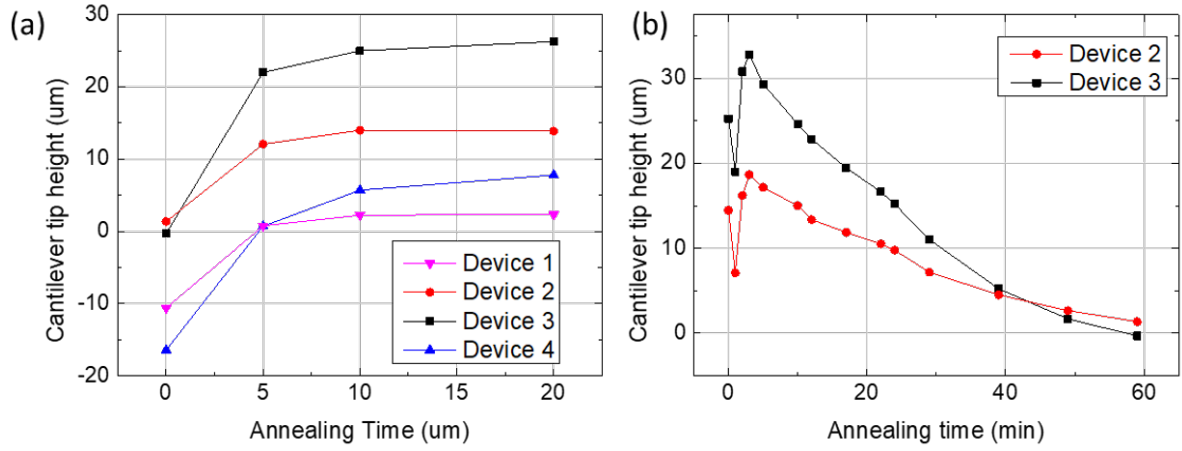 (a)
Cantilever tip height (um)
30
20
10
0
-10
-20
0
5
10
15
20
Annealing Time (um)
Device 1
Device 2
Device 3
Device 4
(b)
Cantilever tip height (um)
30
20
10
0
0
20
40
60
Annealing time (min)
Device 2
Device 3